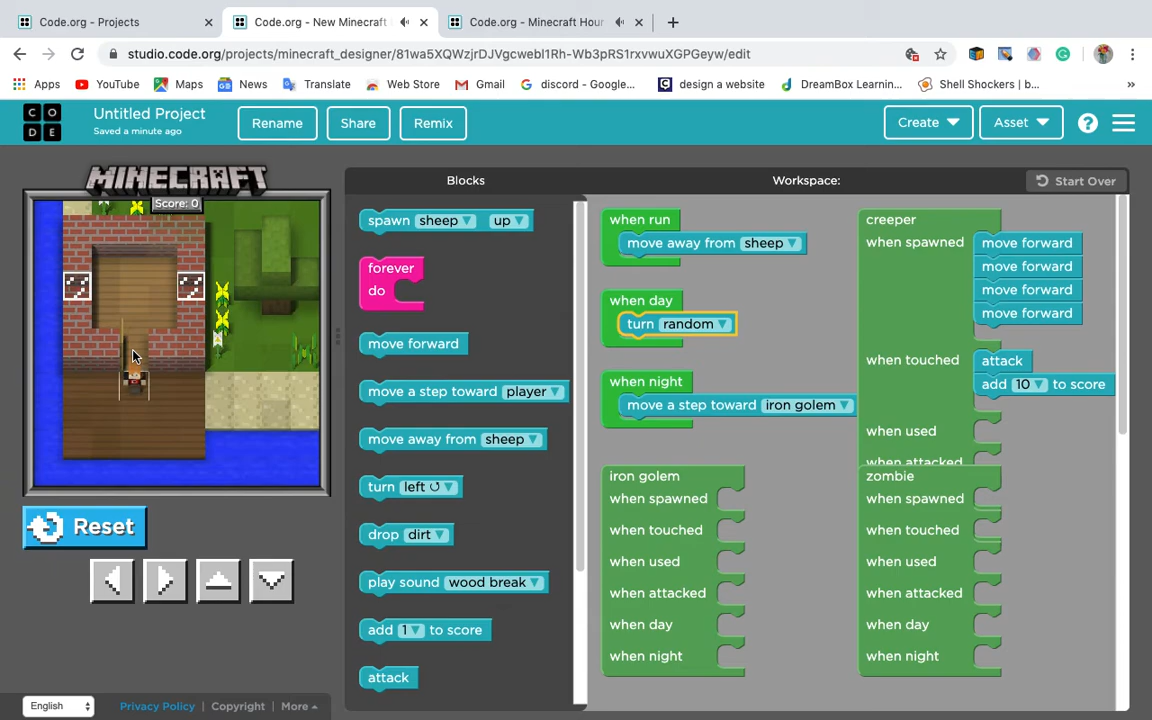 Code.org - Projects
Code.org - New Minecraft
Code.org - Minecraft Hour
studio.code.org/projects/minecraft_designer/81wa5XQWzjrDJVgcwebl1Rh-Wb3pRS1rxvwuXGPGeyw/edit
Apps
YouTube
Maps
News
Translate
Web Store
Gmail
discord - Google...
design a website
DreamBox Learnin...
Shell Shockers | b...
CODE
Untitled Project
Saved a minute ago
Rename
Share
Remix
Create
Asset
MINECRAFT
Score: 0
Reset
Blocks
spawn sheep up
forever
do
move forward
move a step toward player
move away from sheep
turn left
drop dirt
play sound wood break
add 1 to score
attack
Workspace:
Start Over
when run
move away from sheep
when day
turn random
when night
move a step toward iron golem
creeper
when spawned
move forward
move forward
move forward
move forward
when touched
attack
add 10 to score
when used
when attacked
iron golem
when spawned
when touched
when used
when attacked
when day
when night
zombie
when spawned
when touched
when used
when attacked
when day
when night
English
Privacy Policy | Copyright | More